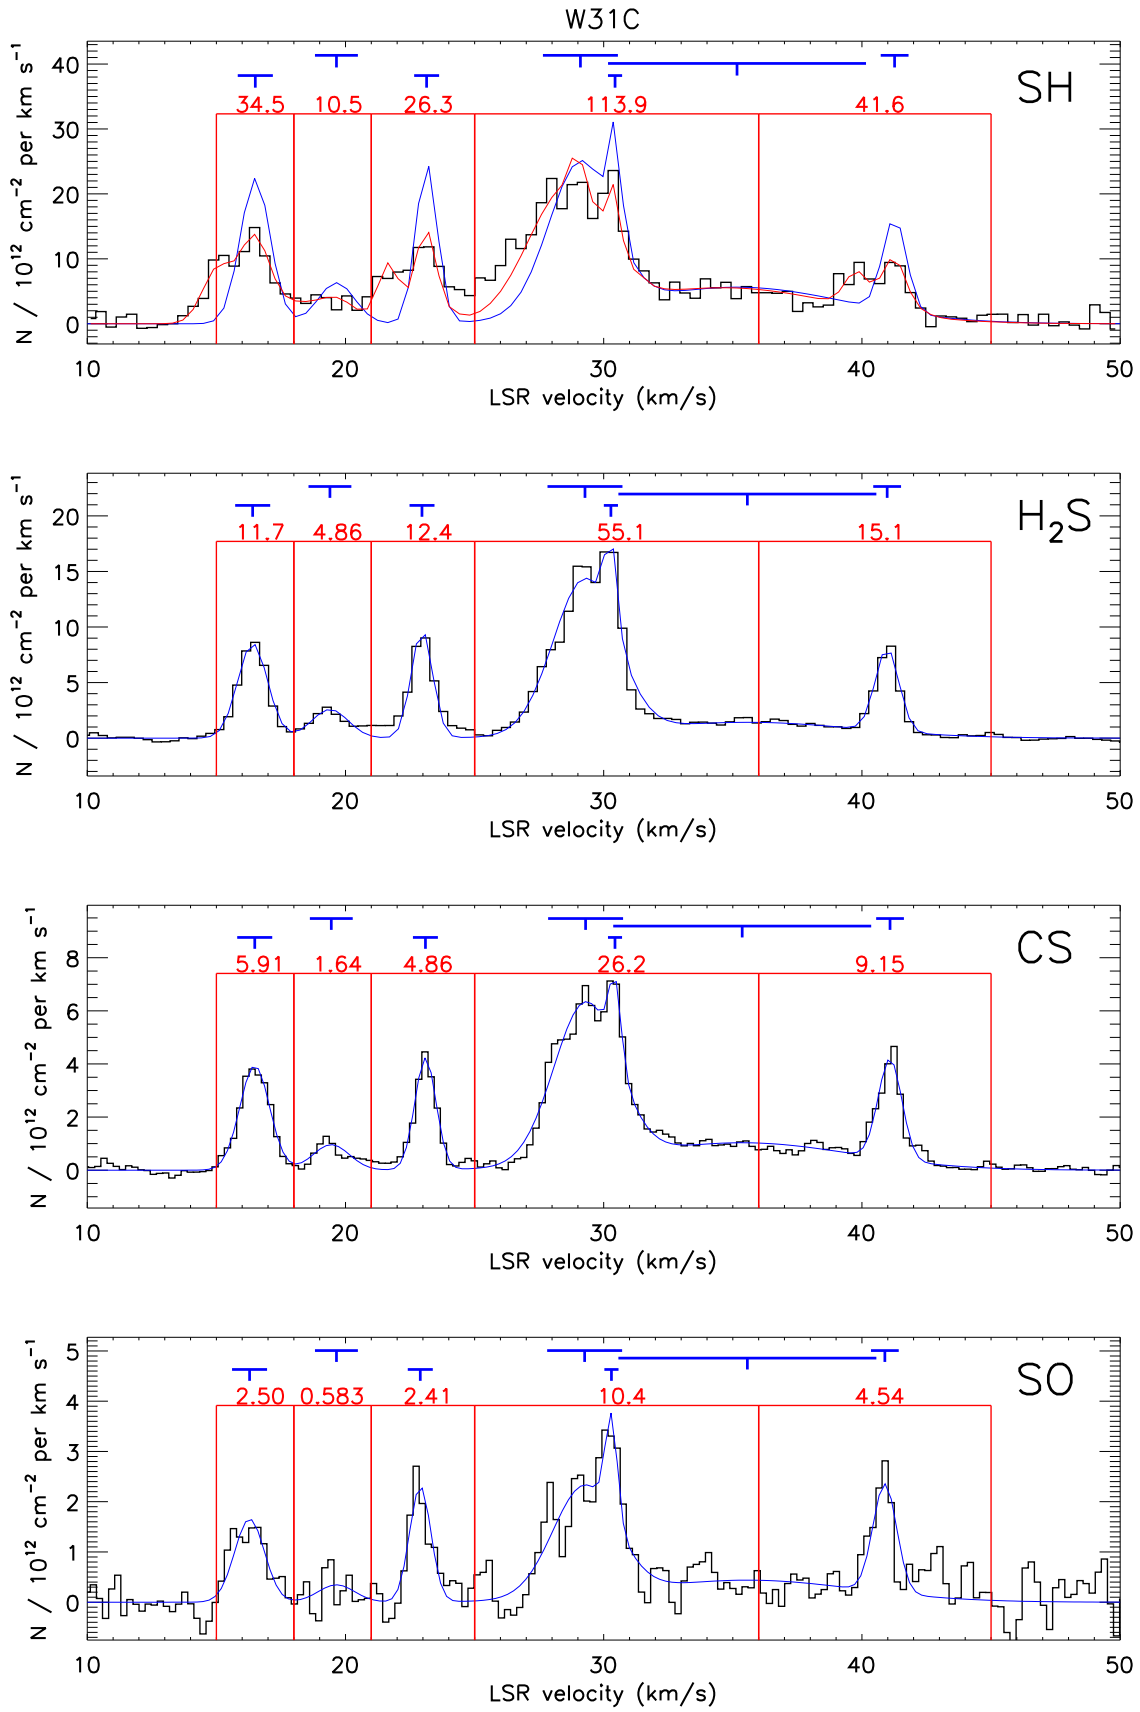 W31C
N / 10¹² cm⁻² per km s⁻¹
SH
34.5 10.5 26.3 113.9 41.6
40
30
20
10
0
10 20 30 40 50
LSR velocity (km/s)
N / 10¹² cm⁻² per km s⁻¹
H₂S
11.7 4.86 12.4 55.1 15.1
20
15
10
5
0
10 20 30 40 50
LSR velocity (km/s)
N / 10¹² cm⁻² per km s⁻¹
CS
5.91 1.64 4.86 26.2 9.15
8
6
4
2
0
10 20 30 40 50
LSR velocity (km/s)
N / 10¹² cm⁻² per km s⁻¹
SO
2.50 0.583 2.41 10.4 4.54
5
4
3
2
1
0
10 20 30 40 50
LSR velocity (km/s)